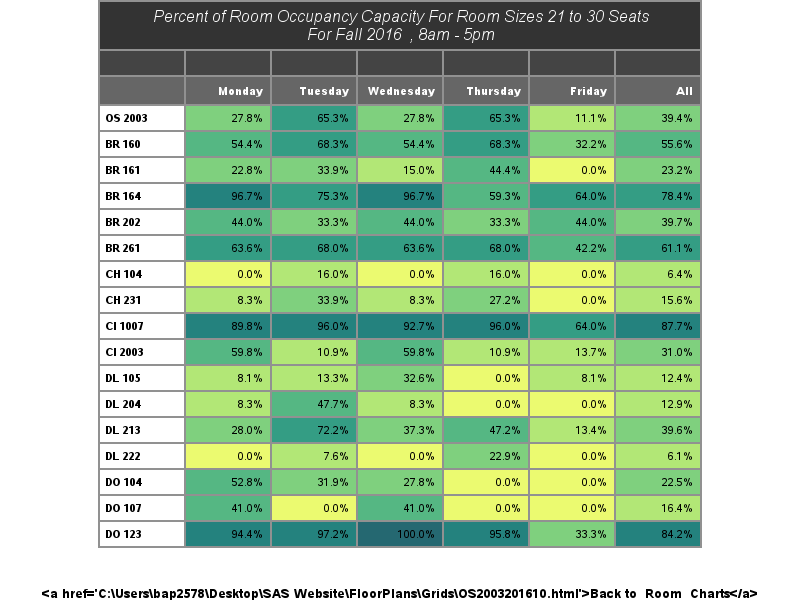 Percent of Room Occupancy Capacity For Room Sizes 21 to 30 Seats
For Fall 2016 , 8am - 5pm
Monday Tuesday Wednesday Thursday Friday All
OS 2003 27.8% 65.3% 27.8% 65.3% 11.1% 39.4%
BR 160 54.4% 68.3% 54.4% 68.3% 32.2% 55.6%
BR 161 22.8% 33.9% 15.0% 44.4% 0.0% 23.2%
BR 164 96.7% 75.3% 96.7% 59.3% 64.0% 78.4%
BR 202 44.0% 33.3% 44.0% 33.3% 44.0% 39.7%
BR 261 63.6% 68.0% 63.6% 68.0% 42.2% 61.1%
CH 104 0.0% 16.0% 0.0% 16.0% 0.0% 6.4%
CH 231 8.3% 33.9% 8.3% 27.2% 0.0% 15.6%
CI 1007 89.8% 96.0% 92.7% 96.0% 64.0% 87.7%
CI 2003 59.8% 10.9% 59.8% 10.9% 13.7% 31.0%
DL 105 8.1% 13.3% 32.6% 0.0% 8.1% 12.4%
DL 204 8.3% 47.7% 8.3% 0.0% 0.0% 12.9%
DL 213 28.0% 72.2% 37.3% 47.2% 13.4% 39.6%
DL 222 0.0% 7.6% 0.0% 22.9% 0.0% 6.1%
DO 104 52.8% 31.9% 27.8% 0.0% 0.0% 22.5%
DO 107 41.0% 0.0% 41.0% 0.0% 0.0% 16.4%
DO 123 94.4% 97.2% 100.0% 95.8% 33.3% 84.2%
<a href='C:\Users\bap2578\Desktop\SAS Website\FloorPlans\Grids\OS2003201610.html'>Back to Room Charts</a>